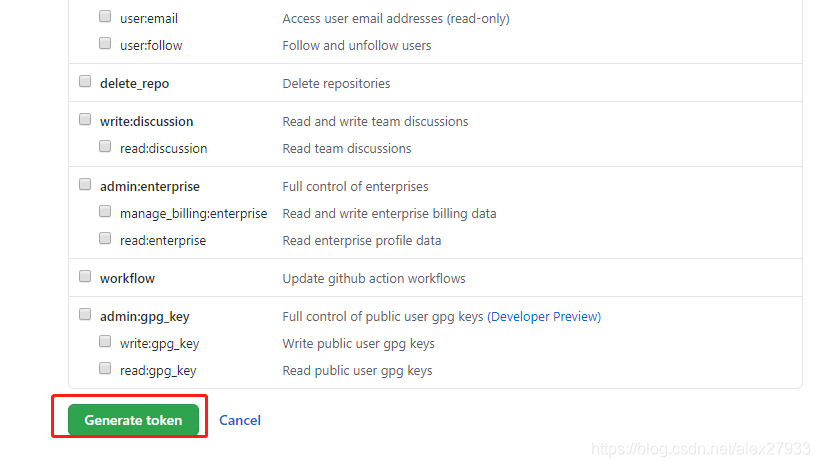 user:email Access user email addresses (read-only)
user:follow Follow and unfollow users
delete_repo Delete repositories
write:discussion Read and write team discussions
read:discussion Read team discussions
admin:enterprise Full control of enterprises
manage_billing:enterprise Read and write enterprise billing data
read:enterprise Read enterprise profile data
workflow Update github action workflows
admin:gpg_key Full control of public user gpg keys (Developer Preview)
write:gpg_key Write public user gpg keys
read:gpg_key Read public user gpg keys
Generate token Cancel
https://blog.csdn.net/alex27933